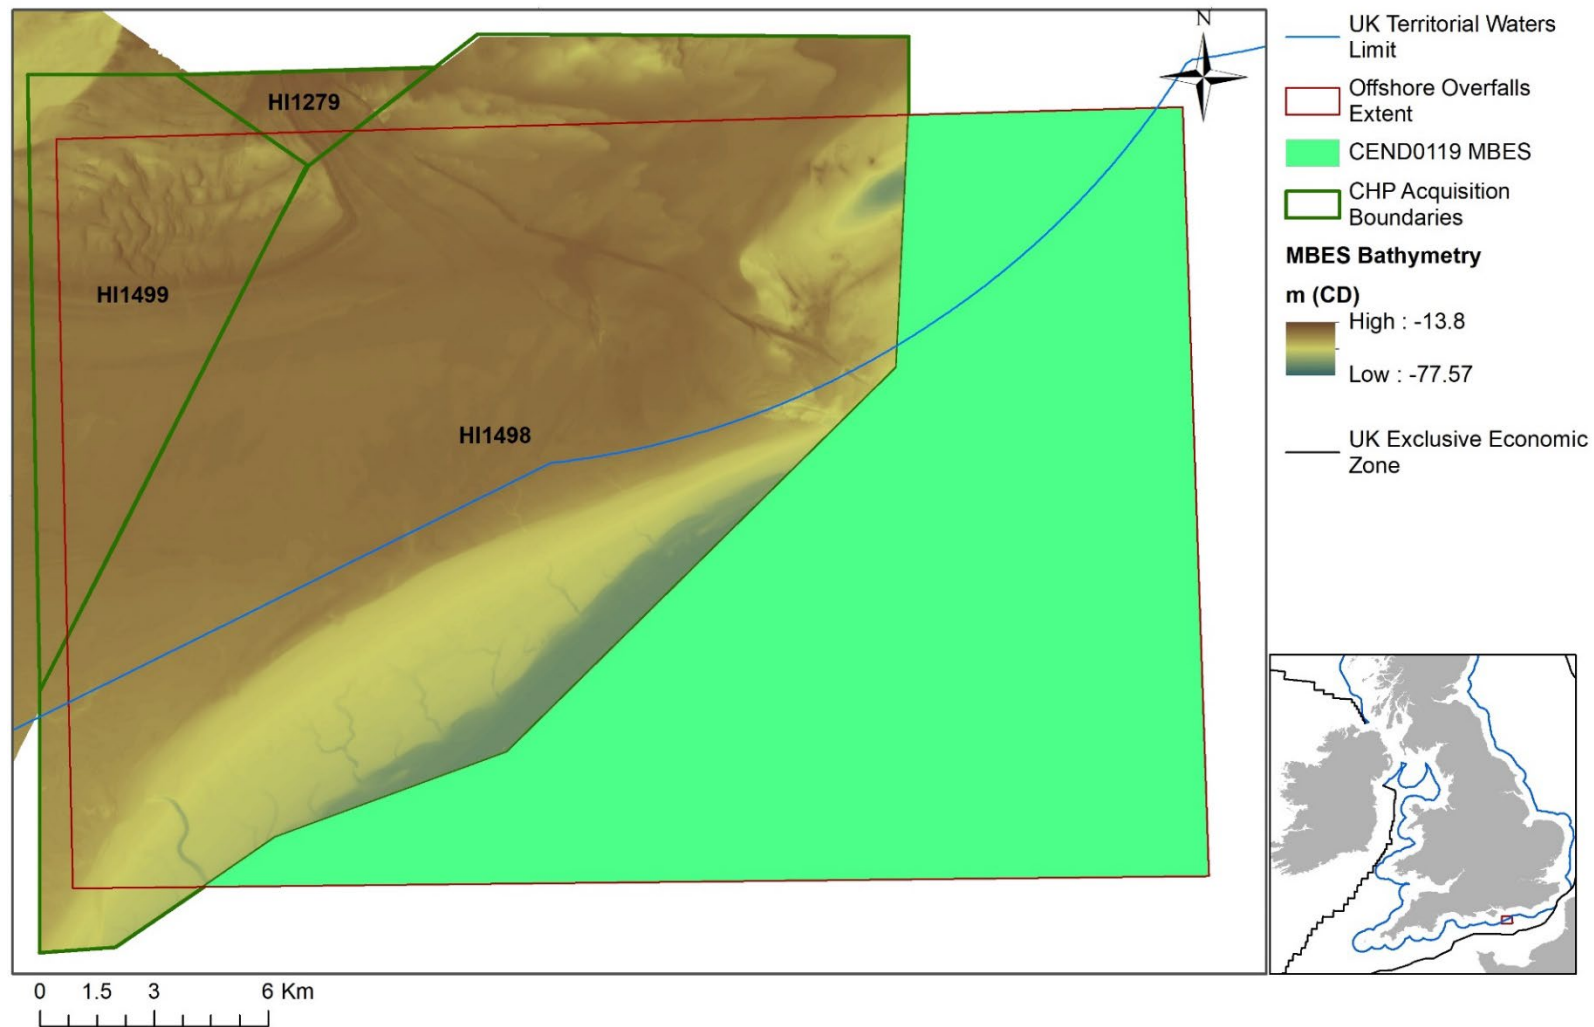 N
HI1279
HI1499
HI1498
UK Territorial Waters
Limit
Offshore Overfalls
Extent
CEND0119 MBES
CHP Acquisition
Boundaries
MBES Bathymetry
m (CD)
High : -13.8
Low : -77.57
UK Exclusive Economic
Zone
0 1.5 3 6 Km